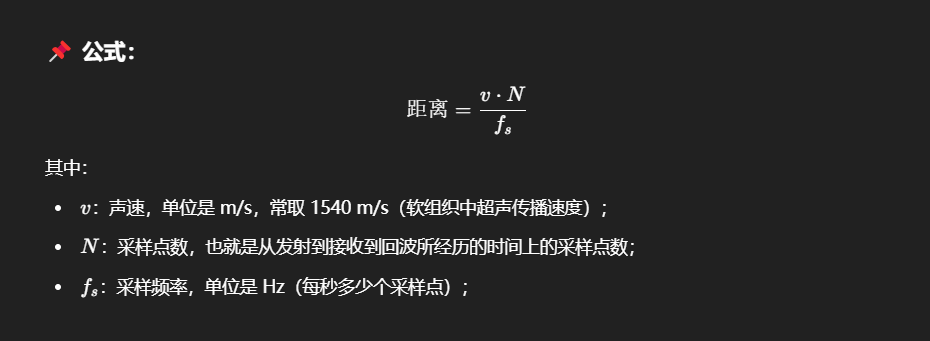 📌 公式：
距离 = \frac{v \cdot N}{f_s}
其中：
• v：声速，单位是 m/s，常取 1540 m/s（软组织中超声传播速度）；
• N：采样点数，也就是从发射到接收到回波所经历的时间上的采样点数；
• f_s：采样频率，单位是 Hz（每秒多少个采样点）；